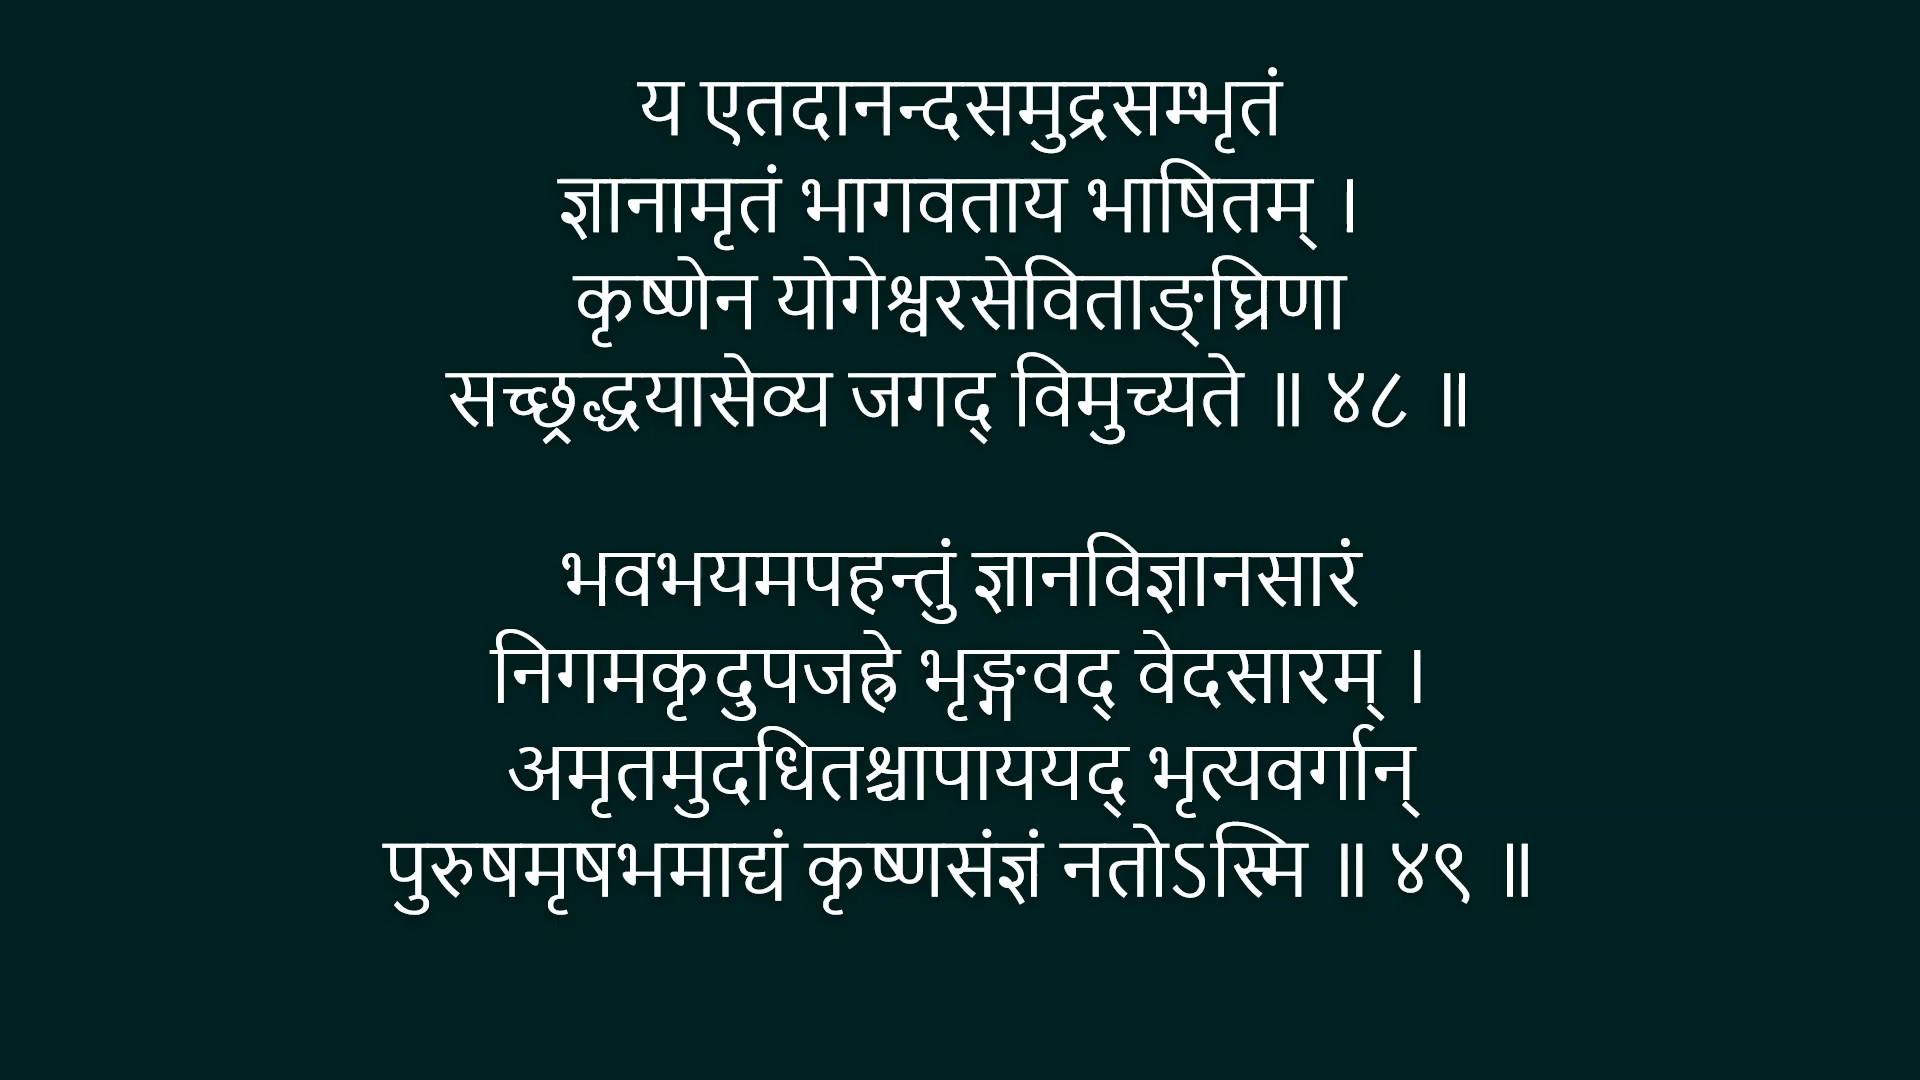 य एतदानन्दसमुद्रसम्भृतं
ज्ञानामृतं भागवताय भाषितम् ।
कृष्णेन योगेश्वरसेविताङ्घ्रिणा
सच्छ्रद्धयासेव्य जगद् विमुच्यते ॥ ४८ ॥
भवभयमपहन्तुं ज्ञानविज्ञानसारं
निगमकृदुपजह्रे भृङ्गवद् वेदसारम् ।
अमृतमुदधितश्चापाययद् भृत्यवर्गान्
पुरुषमृषभमाद्यं कृष्णसंज्ञं नतोऽस्मि ॥ ४९ ॥